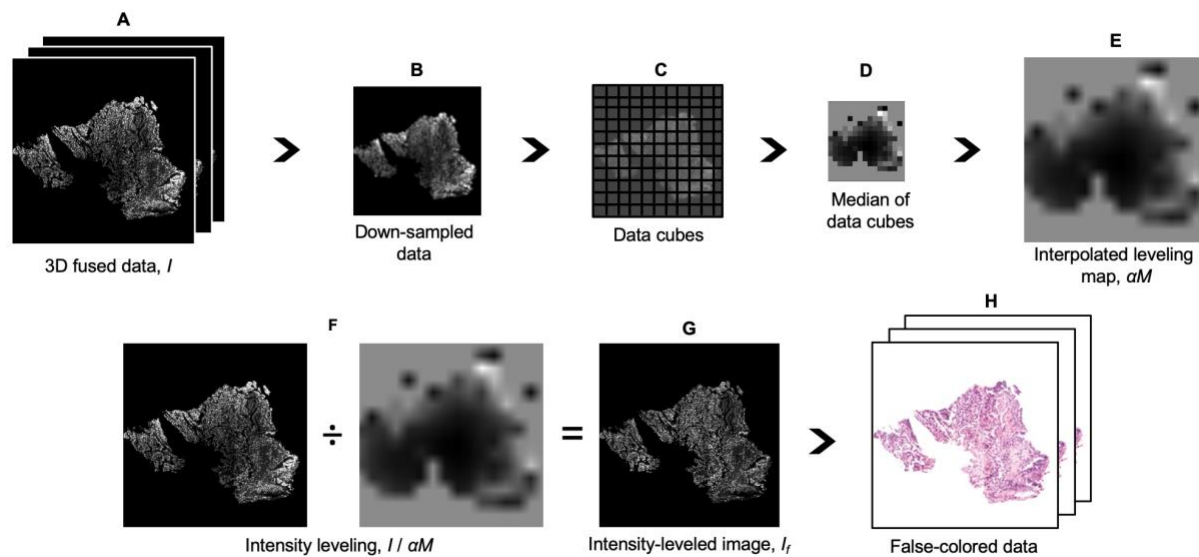 A
B
C
D
E
3D fused data, I
Down-sampled
data
Data cubes
Median of
data cubes
Interpolated leveling
map, αM
F
G
H
÷
=
Intensity leveling, I / αM
Intensity-leveled image, If
False-colored data